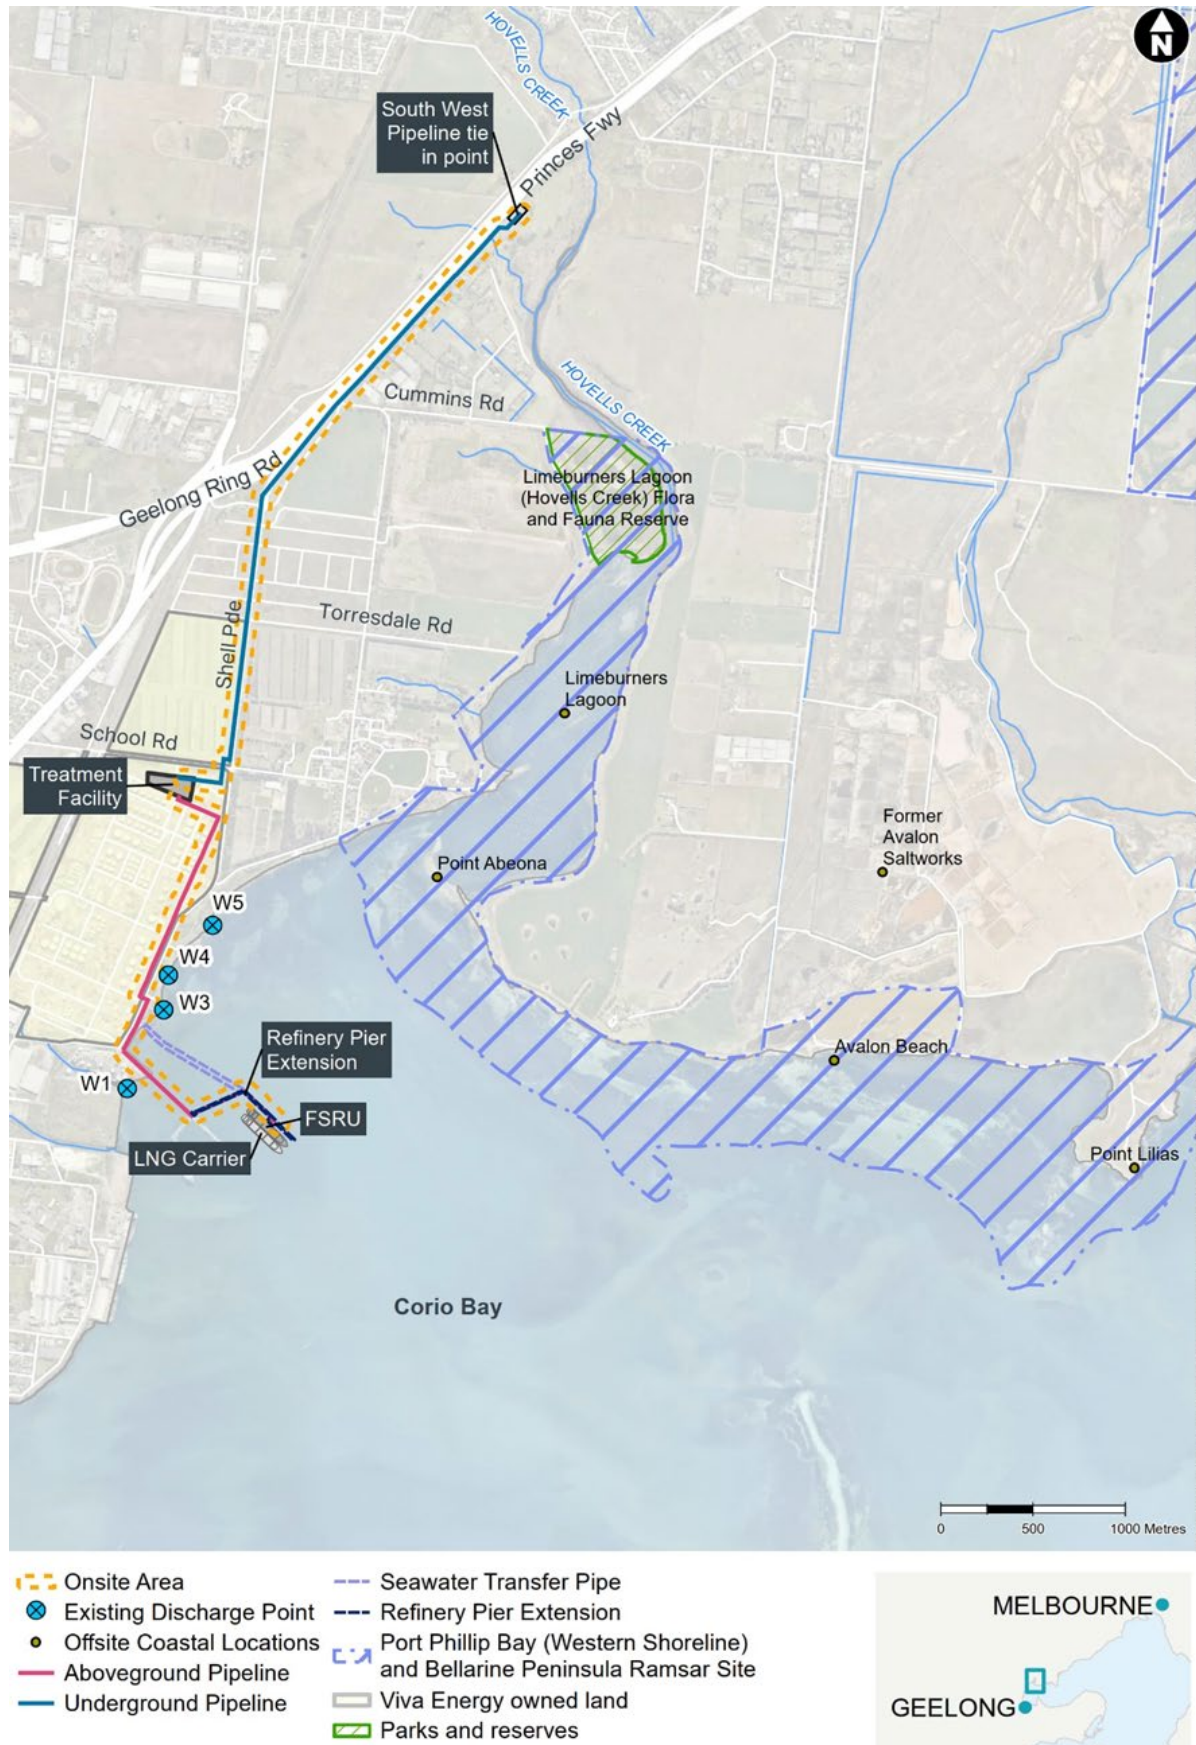 N
HOVELLS CREEK
South West
Pipeline tie
in point
Princes Fwy
HOVELLS CREEK
Cummins Rd
Geelong Ring Rd
Limeburners Lagoon
(Hovells Creek) Flora
and Fauna Reserve
Torresdale Rd
Shell Pde
Limeburners
Lagoon
School Rd
Treatment
Facility
Former
Avalon
Saltworks
Point Abeona
W5
W4
W3
Refinery Pier
Extension
Avalon Beach
W1
FSRU
LNG Carrier
Point Lilias
Corio Bay
0 500 1000 Metres
Onsite Area
Existing Discharge Point
Offsite Coastal Locations
Aboveground Pipeline
Underground Pipeline
Seawater Transfer Pipe
Refinery Pier Extension
Port Phillip Bay (Western Shoreline)
and Bellarine Peninsula Ramsar Site
Viva Energy owned land
Parks and reserves
MELBOURNE
GEELONG